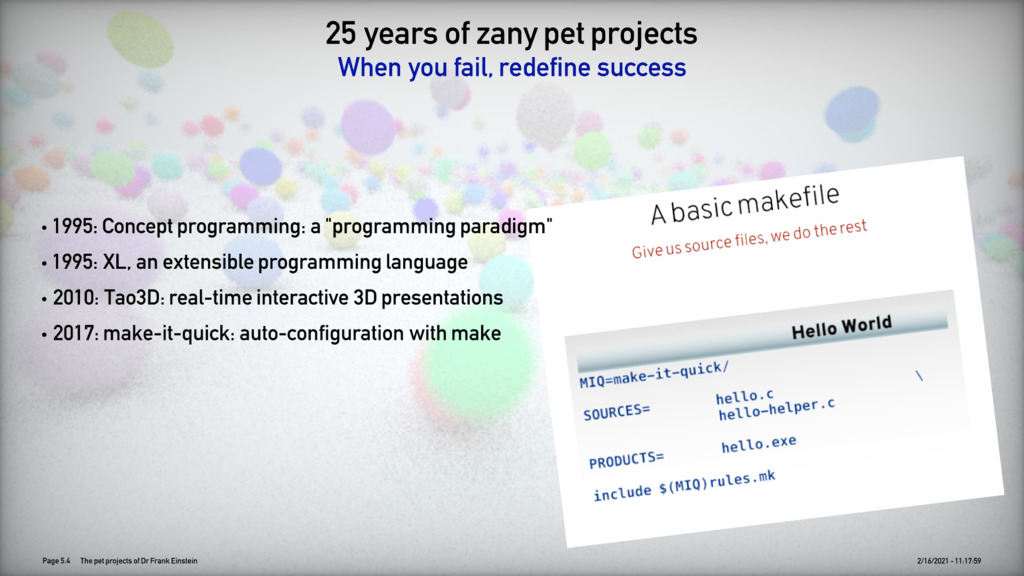 25 years of zany pet projects
When you fail, redefine success
• 1995: Concept programming: a "programming paradigm"
• 1995: XL, an extensible programming language
• 2010: Tao3D: real-time interactive 3D presentations
• 2017: make-it-quick: auto-configuration with make
A basic makefile
Give us source files, we do the rest
Hello World
MIQ=make-it-quick/
SOURCES= hello.c \
hello-helper.c
PRODUCTS= hello.exe
include $(MIQ)rules.mk
Page 5.4 The pet projects of Dr Frank Einstein 2/16/2021 - 11:17:59